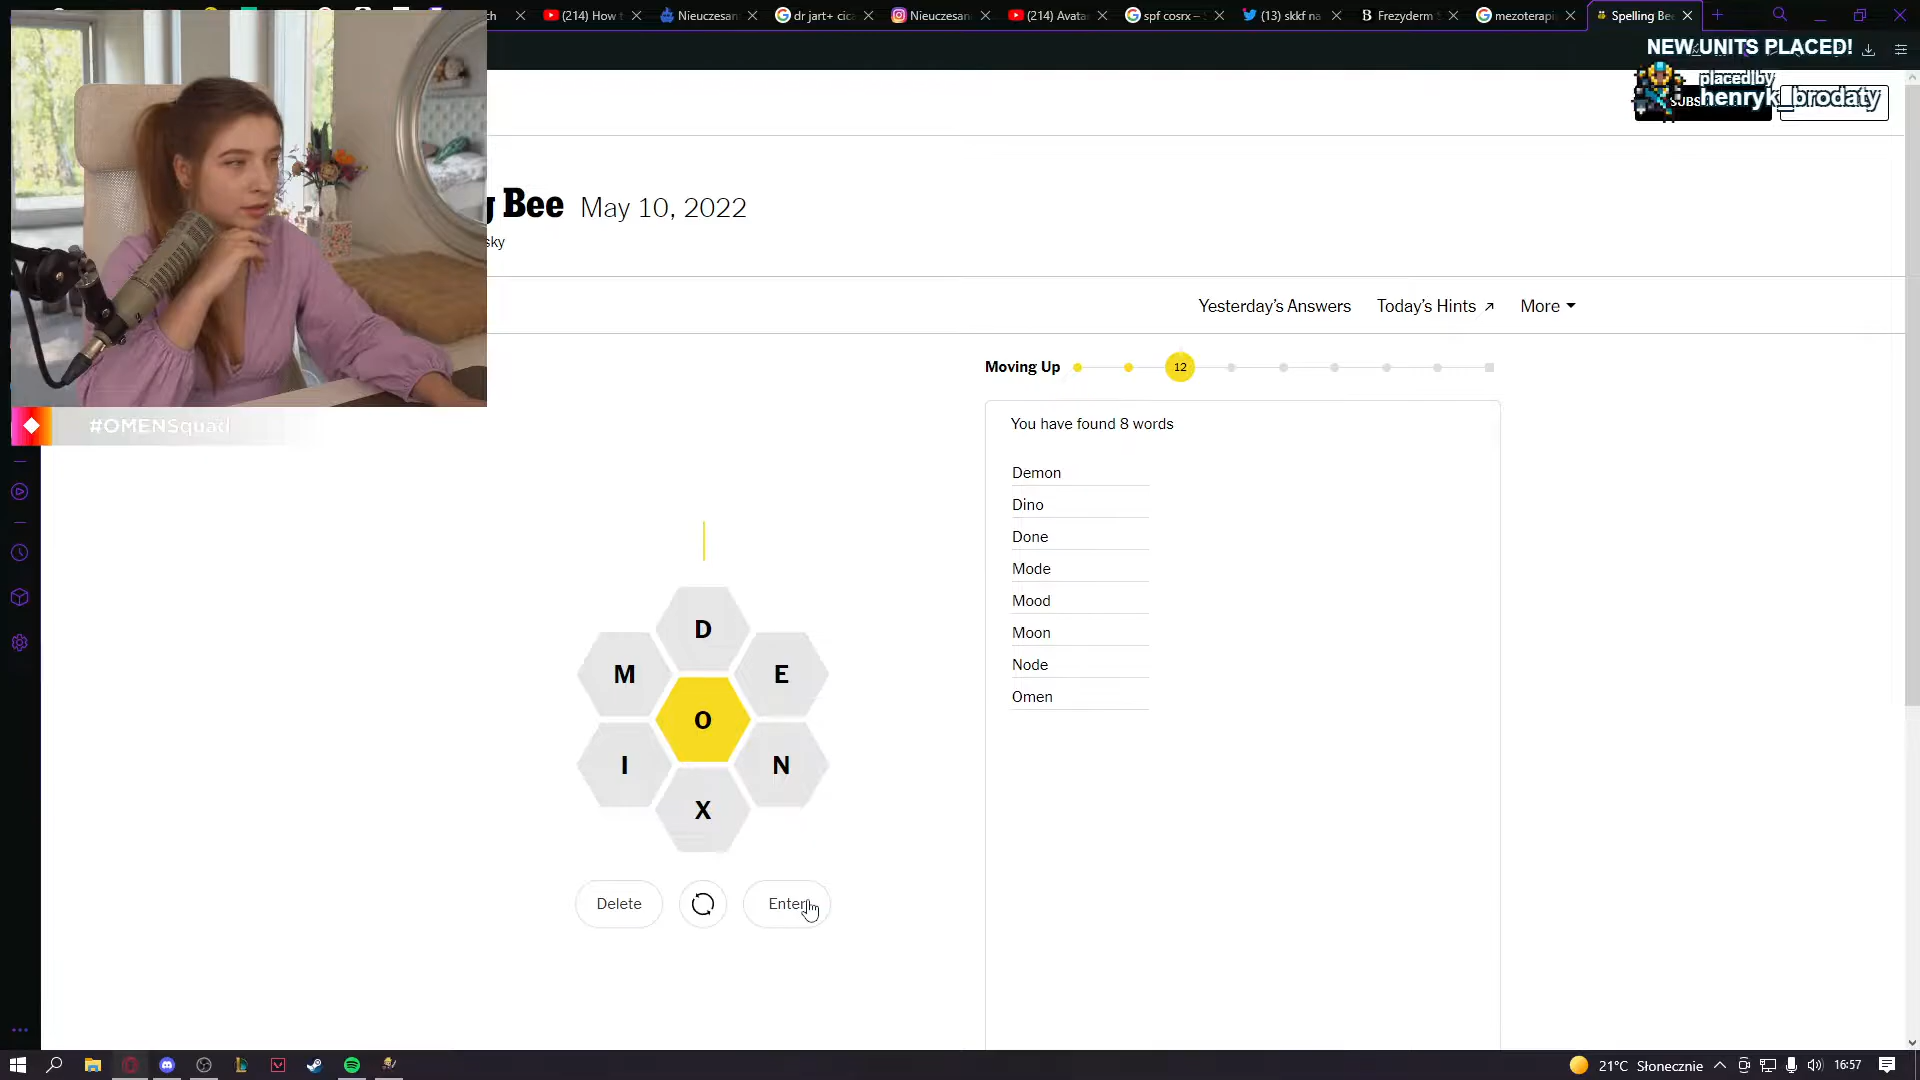 ch
(214) How t
Nieuczesan
dr jart+ cica
Nieuczesan
(214) Avata
spf cosrx –
(13) skkf na
Frezyderm
mezoterapi
Spelling Be
NEW UNITS PLACED!
placed by
henryk_brodaty
Bee May 10, 2022
sky
Yesterday's Answers
Today's Hints
More
Moving Up
12
You have found 8 words
Demon
Dino
Done
Mode
Mood
Moon
Node
Omen
#OMENSquad
D
M
E
O
I
N
X
Delete
Enter
21°C Słonecznie
16:57